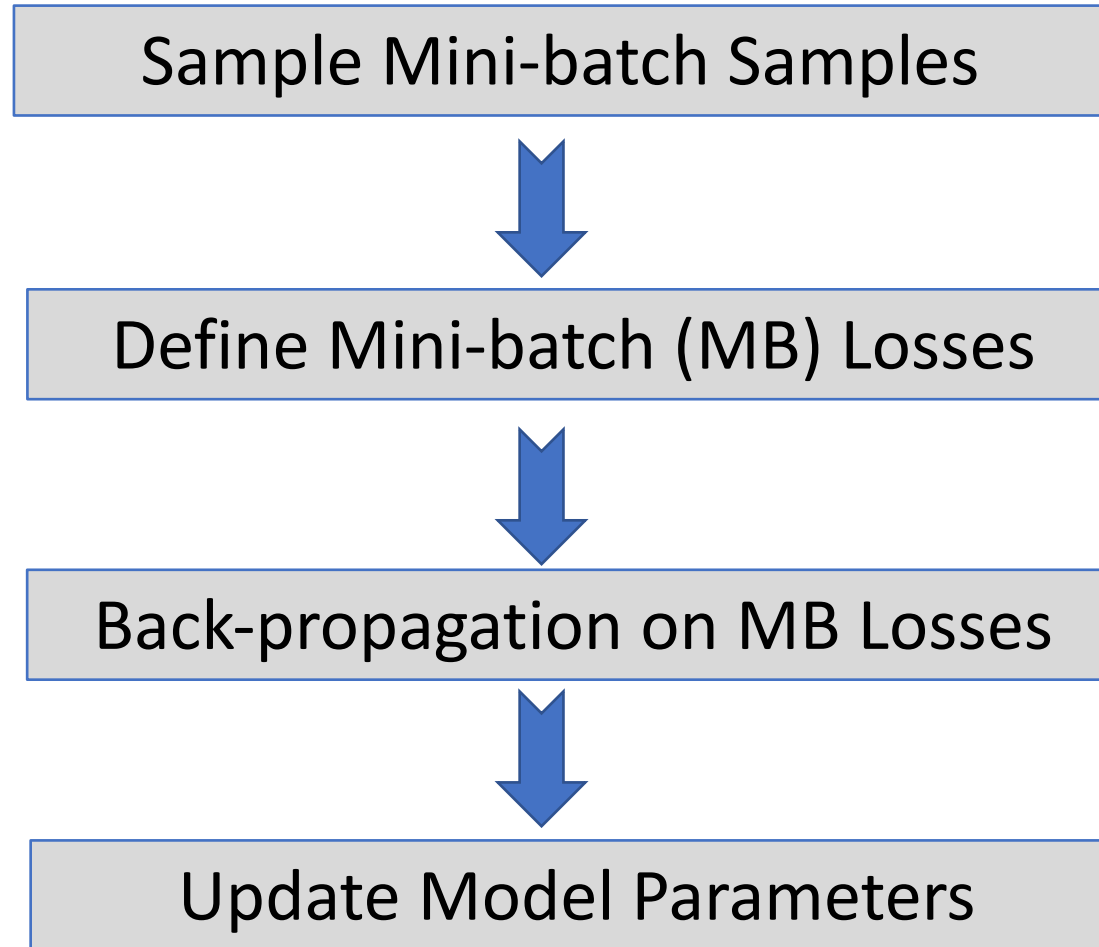 Sample Mini-batch Samples
Define Mini-batch (MB) Losses
Back-propagation on MB Losses
Update Model Parameters